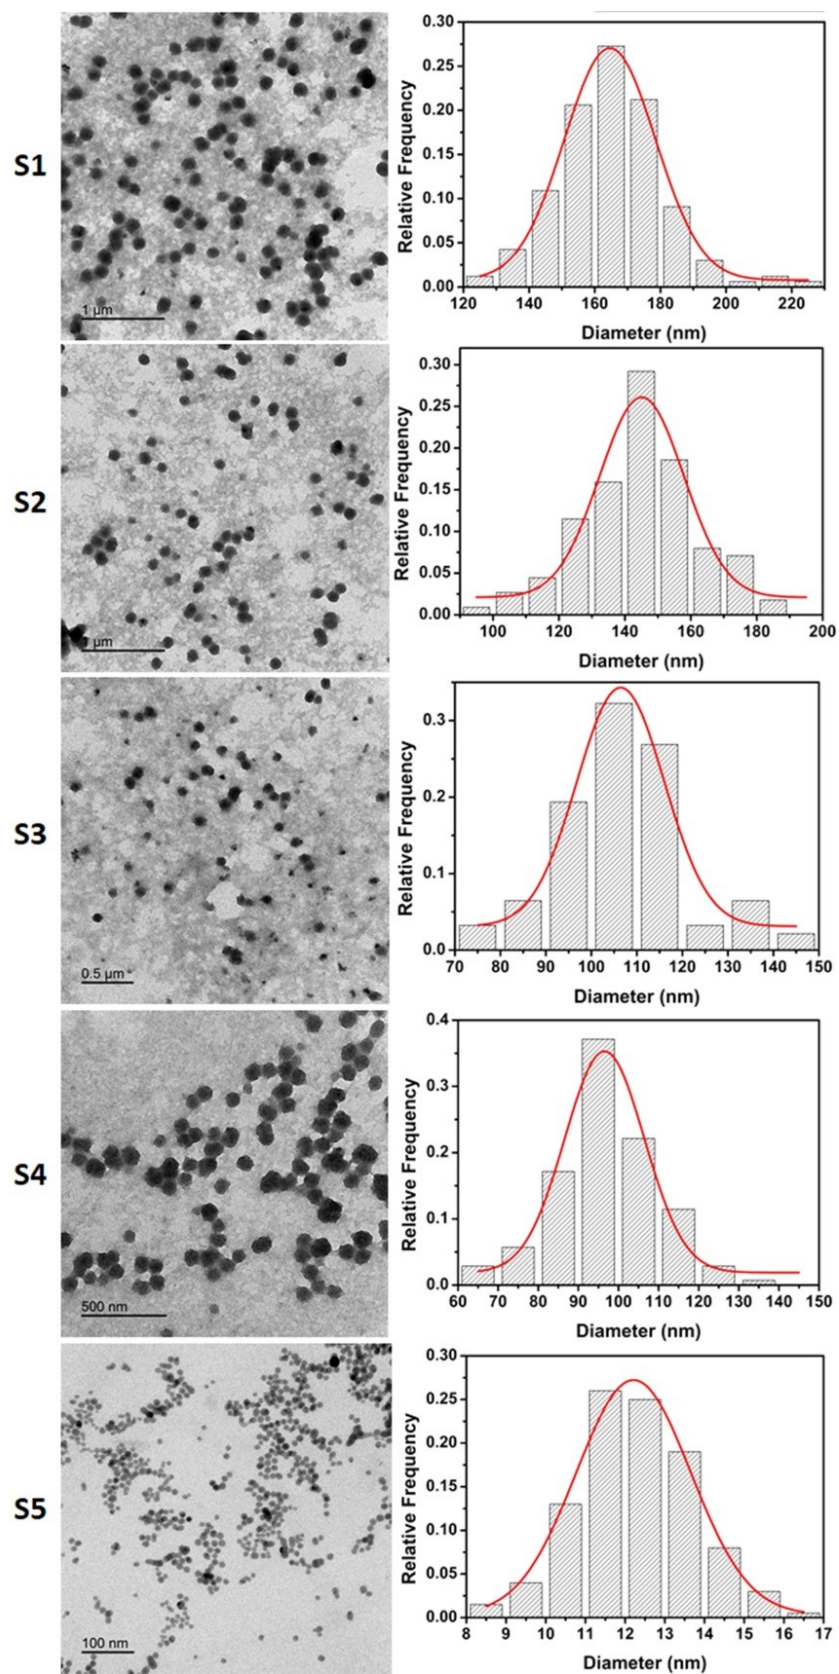 S1
1 µm
Relative Frequency
0.30
0.25
0.20
0.15
0.10
0.05
0.00
120 140 160 180 200 220
Diameter (nm)
S2
µm
Relative Frequency
0.30
0.25
0.20
0.15
0.10
0.05
0.00
100 120 140 160 180 200
Diameter (nm)
S3
0.5 µm
Relative Frequency
0.3
0.2
0.1
0.0
70 80 90 100 110 120 130 140 150
Diameter (nm)
S4
500 nm
Relative Frequency
0.4
0.3
0.2
0.1
0.0
60 70 80 90 100 110 120 130 140 150
Diameter (nm)
S5
100 nm
Relative Frequency
0.30
0.25
0.20
0.15
0.10
0.05
0.00
8 9 10 11 12 13 14 15 16 17
Diameter (nm)